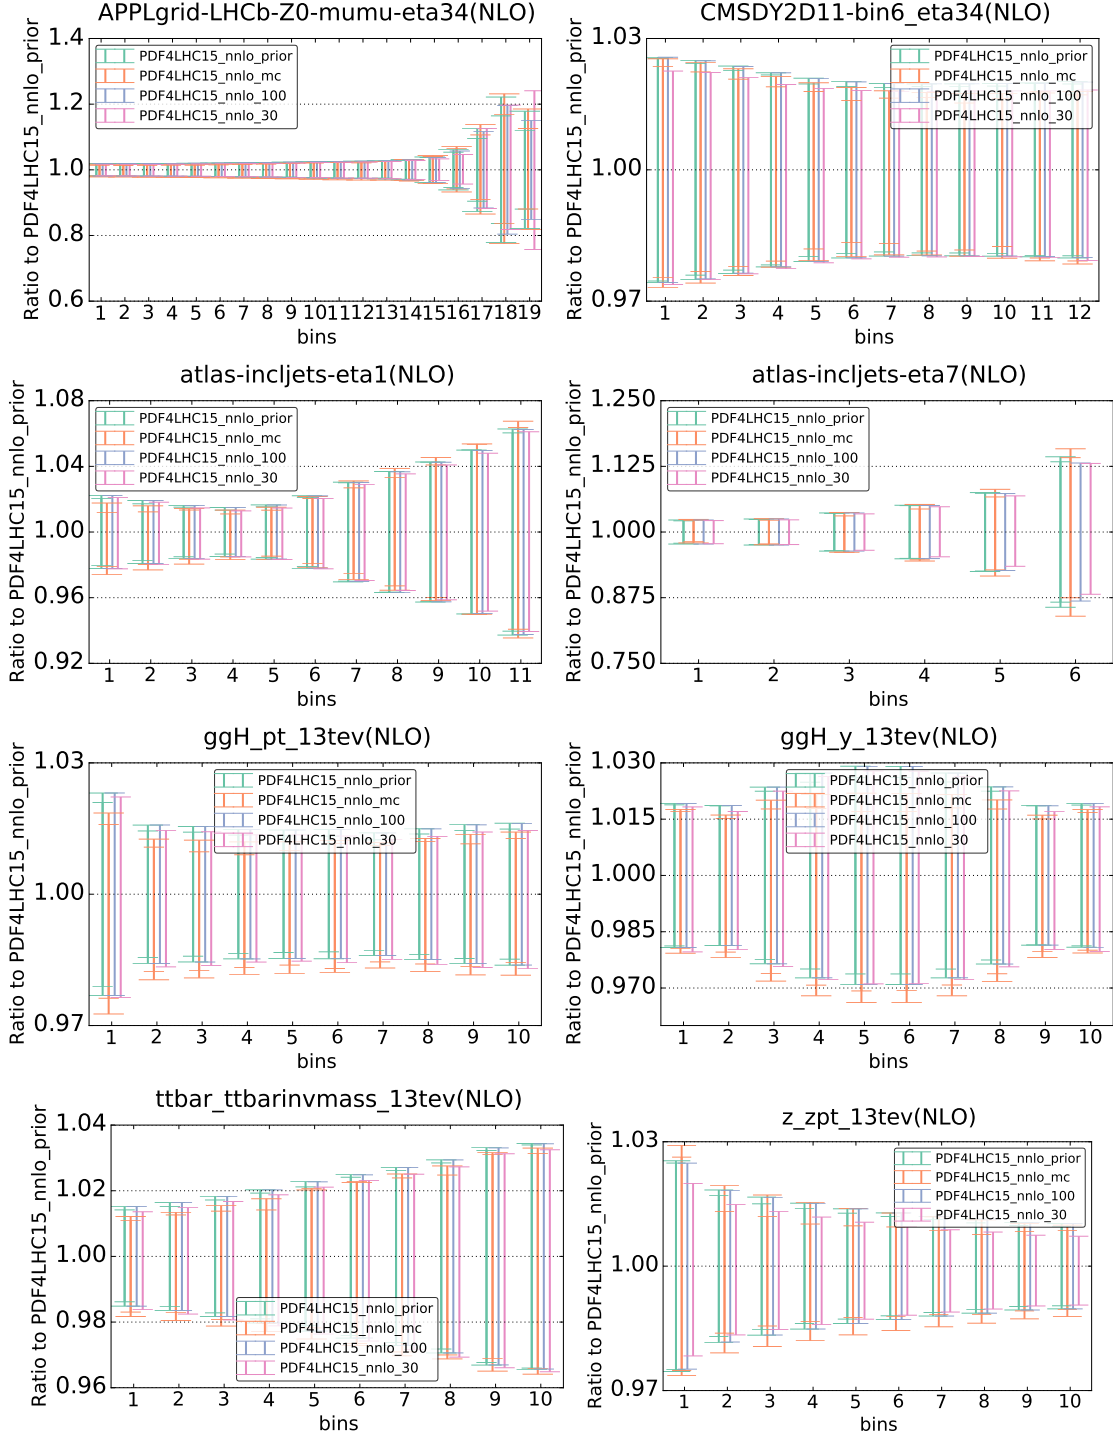 APPLgrid-LHCb-Z0-mumu-eta34(NLO)
Ratio to PDF4LHC15_nnlo_prior
1.4
1.2
1.0
0.8
0.6
PDF4LHC15_nnlo_prior
PDF4LHC15_nnlo_mc
PDF4LHC15_nnlo_100
PDF4LHC15_nnlo_30
1 2 3 4 5 6 7 8 9 10 11 12 13 14 15 16 17 18 19
bins
CMSDY2D11-bin6_eta34(NLO)
Ratio to PDF4LHC15_nnlo_prior
1.03
1.00
0.97
PDF4LHC15_nnlo_prior
PDF4LHC15_nnlo_mc
PDF4LHC15_nnlo_100
PDF4LHC15_nnlo_30
1 2 3 4 5 6 7 8 9 10 11 12
bins
atlas-incljets-eta1(NLO)
Ratio to PDF4LHC15_nnlo_prior
1.08
1.04
1.00
0.96
0.92
PDF4LHC15_nnlo_prior
PDF4LHC15_nnlo_mc
PDF4LHC15_nnlo_100
PDF4LHC15_nnlo_30
1 2 3 4 5 6 7 8 9 10 11
bins
atlas-incljets-eta7(NLO)
Ratio to PDF4LHC15_nnlo_prior
1.250
1.125
1.000
0.875
0.750
PDF4LHC15_nnlo_prior
PDF4LHC15_nnlo_mc
PDF4LHC15_nnlo_100
PDF4LHC15_nnlo_30
1 2 3 4 5 6
bins
ggH_pt_13tev(NLO)
Ratio to PDF4LHC15_nnlo_prior
1.03
1.00
0.97
PDF4LHC15_nnlo_prior
PDF4LHC15_nnlo_mc
PDF4LHC15_nnlo_100
PDF4LHC15_nnlo_30
1 2 3 4 5 6 7 8 9 10
bins
ggH_y_13tev(NLO)
Ratio to PDF4LHC15_nnlo_prior
1.030
1.015
1.000
0.985
0.970
PDF4LHC15_nnlo_prior
PDF4LHC15_nnlo_mc
PDF4LHC15_nnlo_100
PDF4LHC15_nnlo_30
1 2 3 4 5 6 7 8 9 10
bins
ttbar_ttbarinvmass_13tev(NLO)
Ratio to PDF4LHC15_nnlo_prior
1.04
1.02
1.00
0.98
0.96
PDF4LHC15_nnlo_prior
PDF4LHC15_nnlo_mc
PDF4LHC15_nnlo_100
PDF4LHC15_nnlo_30
1 2 3 4 5 6 7 8 9 10
bins
z_zpt_13tev(NLO)
Ratio to PDF4LHC15_nnlo_prior
1.03
1.00
0.97
PDF4LHC15_nnlo_prior
PDF4LHC15_nnlo_mc
PDF4LHC15_nnlo_100
PDF4LHC15_nnlo_30
1 2 3 4 5 6 7 8 9 10
bins